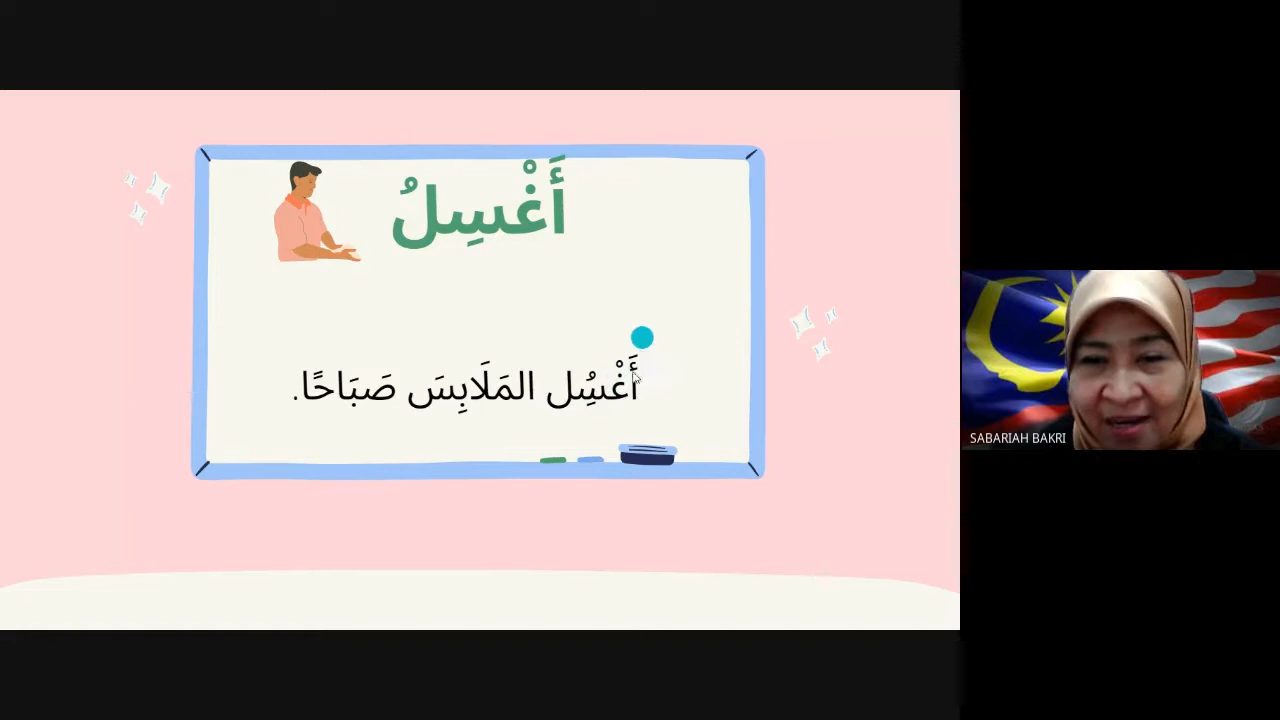 أَغْسِلُ
أَغْسُِل المَلَابِسَ صَبَاحًا.
SABARIAH BAKRI